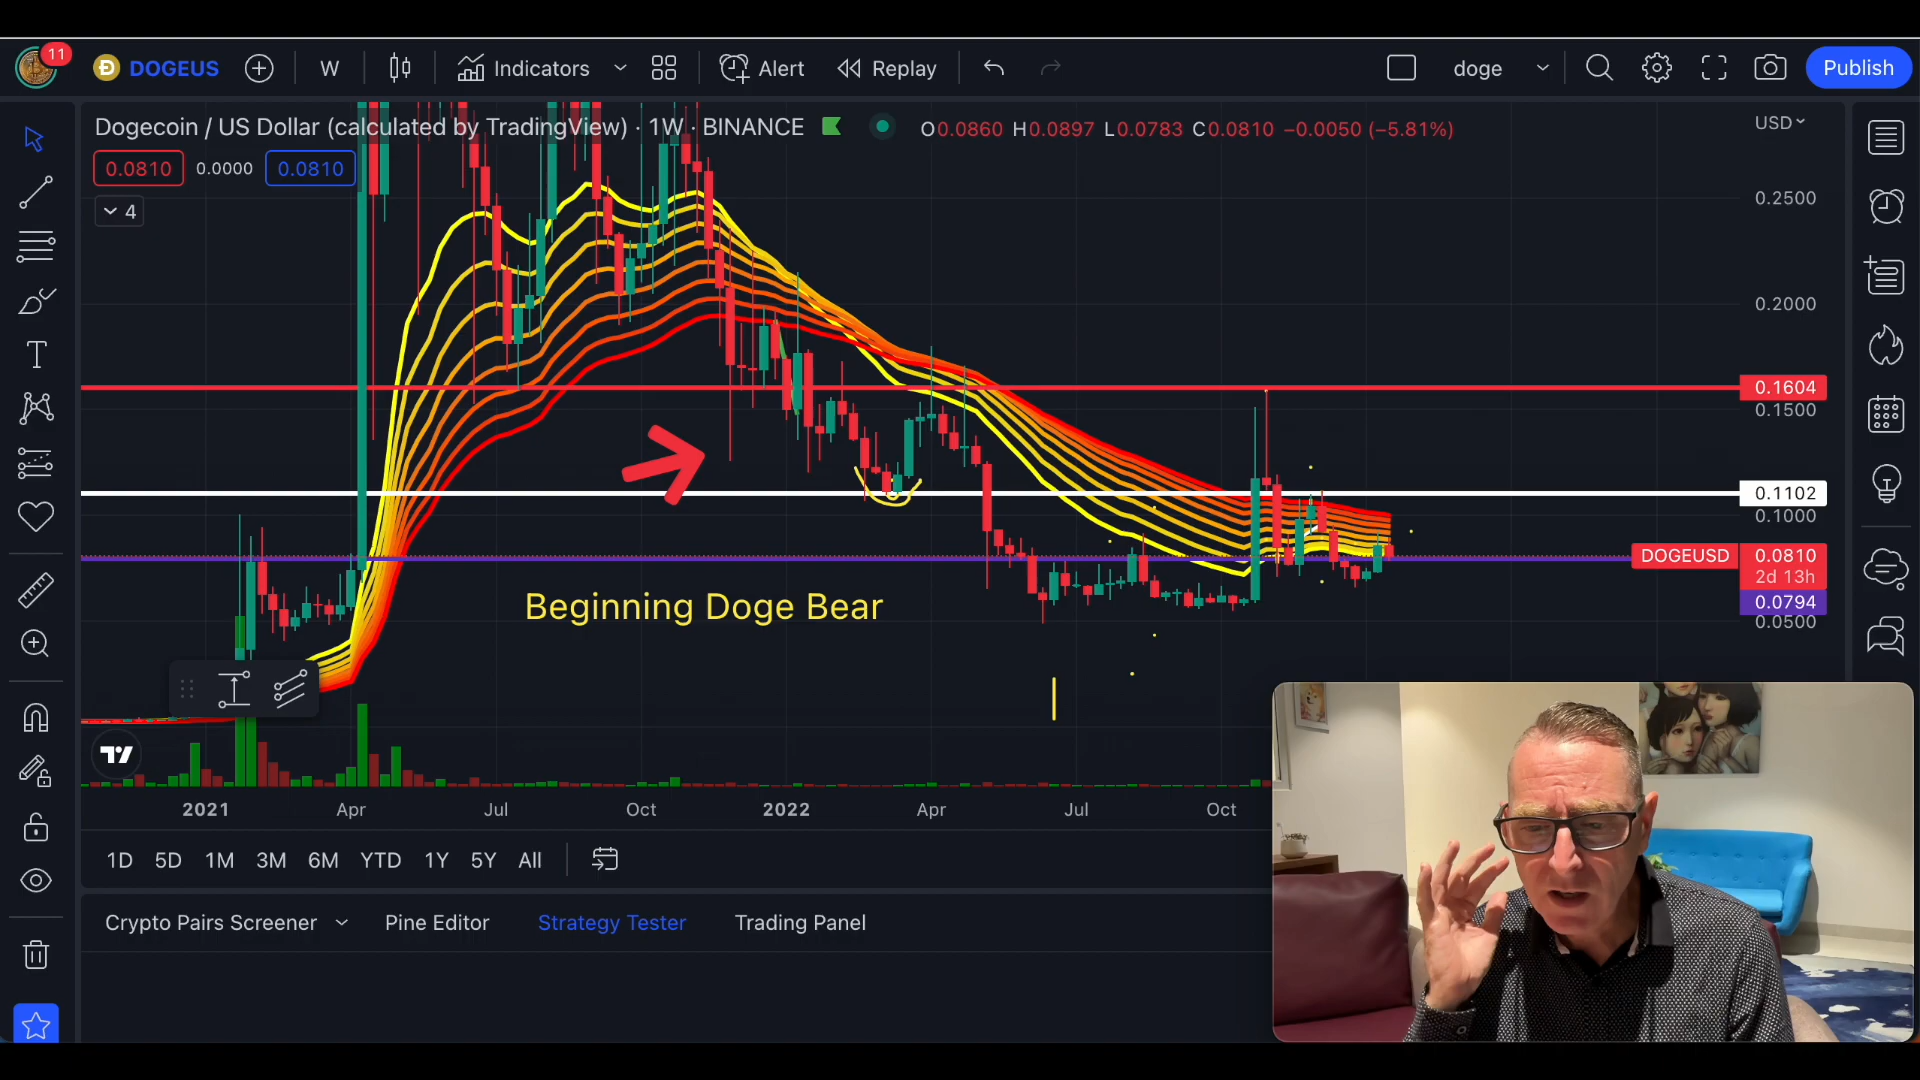 11
DOGEUS
W
Indicators
Alert
Replay
doge
Publish
Dogecoin / US Dollar (calculated by TradingView) · 1W · BINANCE
O0.0860 H0.0897 L0.0783 C0.0810 −0.0050 (−5.81%)
USD
0.0810
0.0000
0.0810
4
0.2500
0.2000
0.1604
0.1500
0.1102
0.1000
DOGEUSD
0.0810
2d 13h
0.0794
0.0500
Beginning Doge Bear
2021
Apr
Jul
Oct
2022
Apr
Jul
Oct
1D 5D 1M 3M 6M YTD 1Y 5Y All
Crypto Pairs Screener
Pine Editor
Strategy Tester
Trading Panel